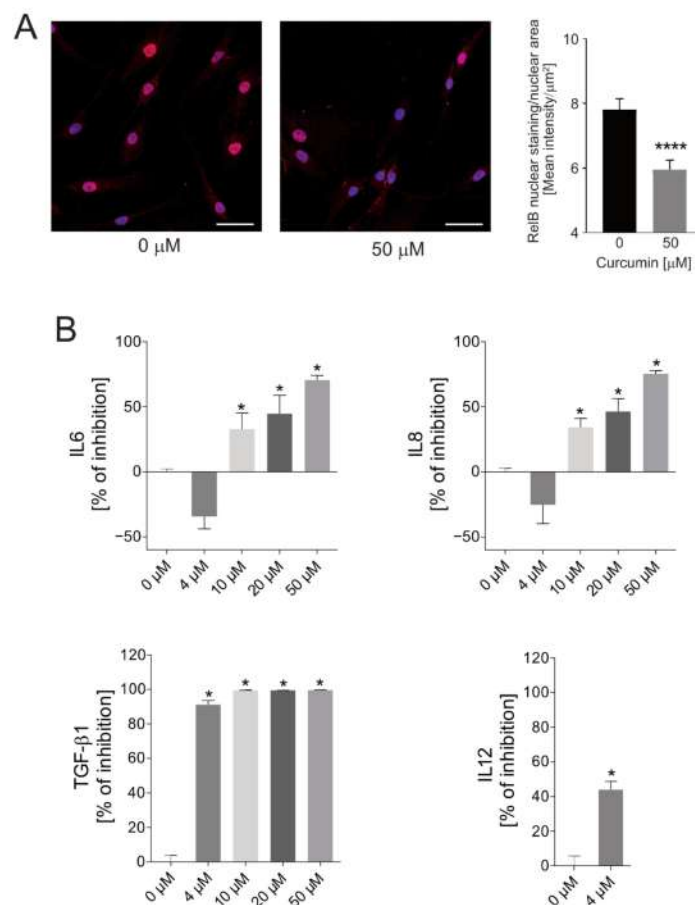 A
0 μM
50 μM
RelB nuclear staining/nuclear area
[Mean intensity/μm²]
10
8
6
4
****
0
50
Curcumin [μM]
B
IL6
[% of inhibition]
100
50
0
−50
*
*
*
0 μM
4 μM
10 μM
20 μM
50 μM
IL8
[% of inhibition]
100
50
0
−50
*
*
*
0 μM
4 μM
10 μM
20 μM
50 μM
TGF-β1
[% of inhibition]
120
100
80
60
40
20
0
*
*
*
*
0 μM
4 μM
10 μM
20 μM
50 μM
IL12
[% of inhibition]
120
100
80
60
40
20
0
*
0 μM
4 μM